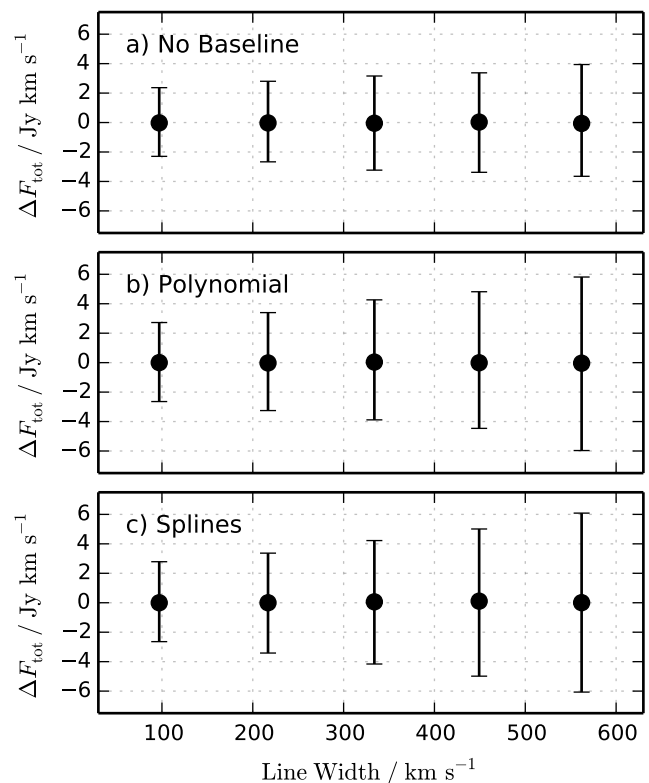 a) No Baseline
6
4
2
0
−2
−4
−6
ΔF_tot / Jy km s⁻¹
b) Polynomial
6
4
2
0
−2
−4
−6
ΔF_tot / Jy km s⁻¹
c) Splines
6
4
2
0
−2
−4
−6
ΔF_tot / Jy km s⁻¹
100 200 300 400 500 600
Line Width / km s⁻¹